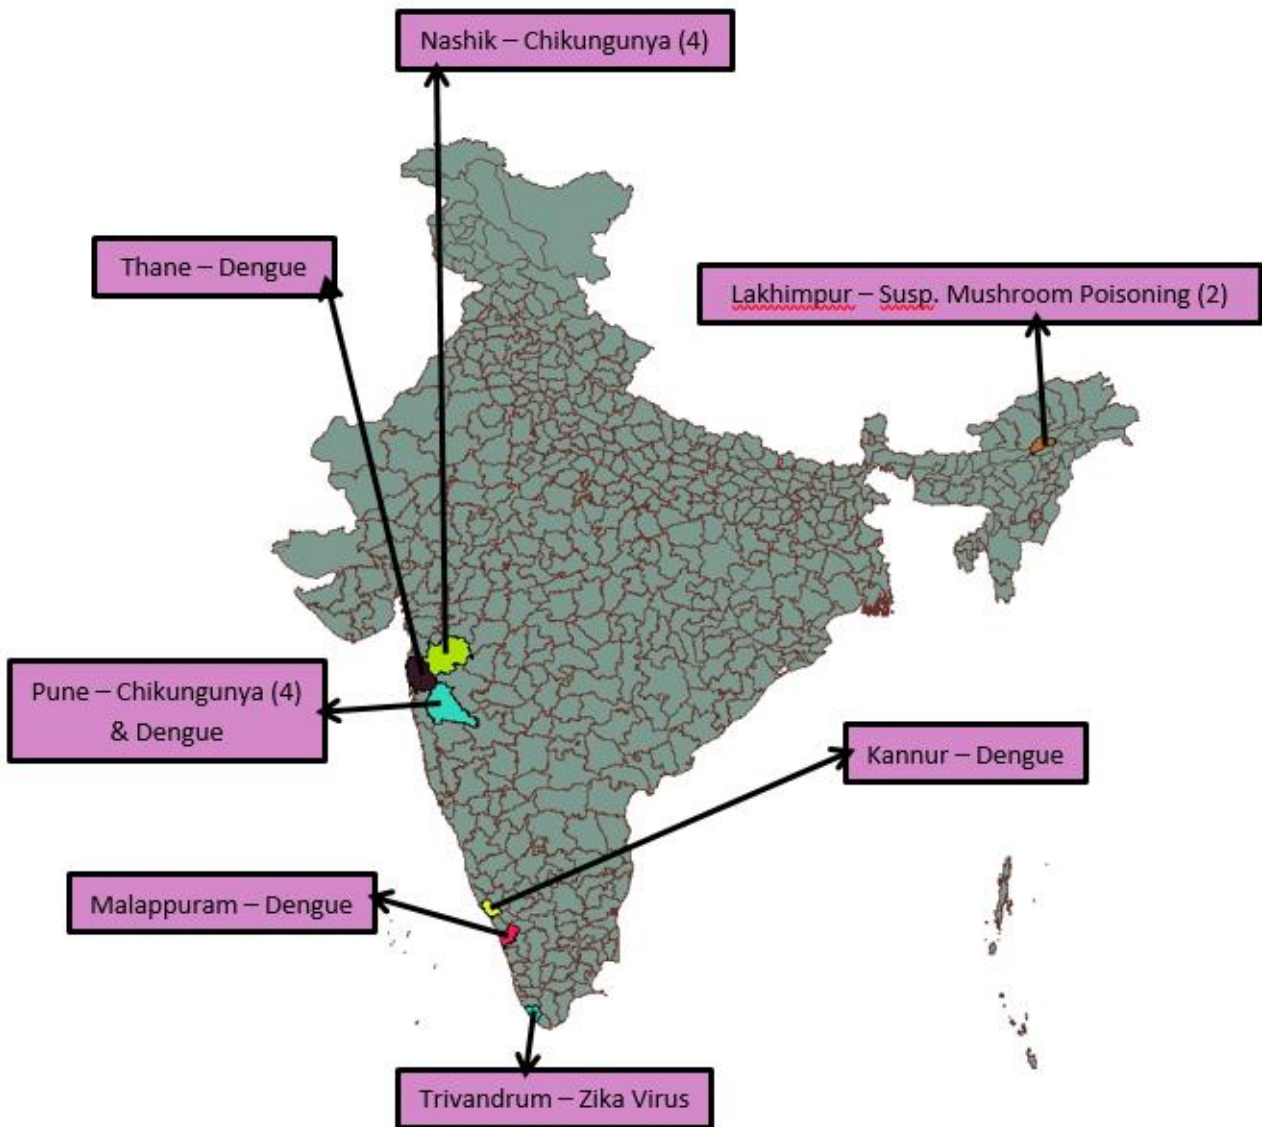 Nashik – Chikungunya (4)
Thane – Dengue
Lakhimpur – Susp. Mushroom Poisoning (2)
Pune – Chikungunya (4)
& Dengue
Kannur – Dengue
Malappuram – Dengue
Trivandrum – Zika Virus